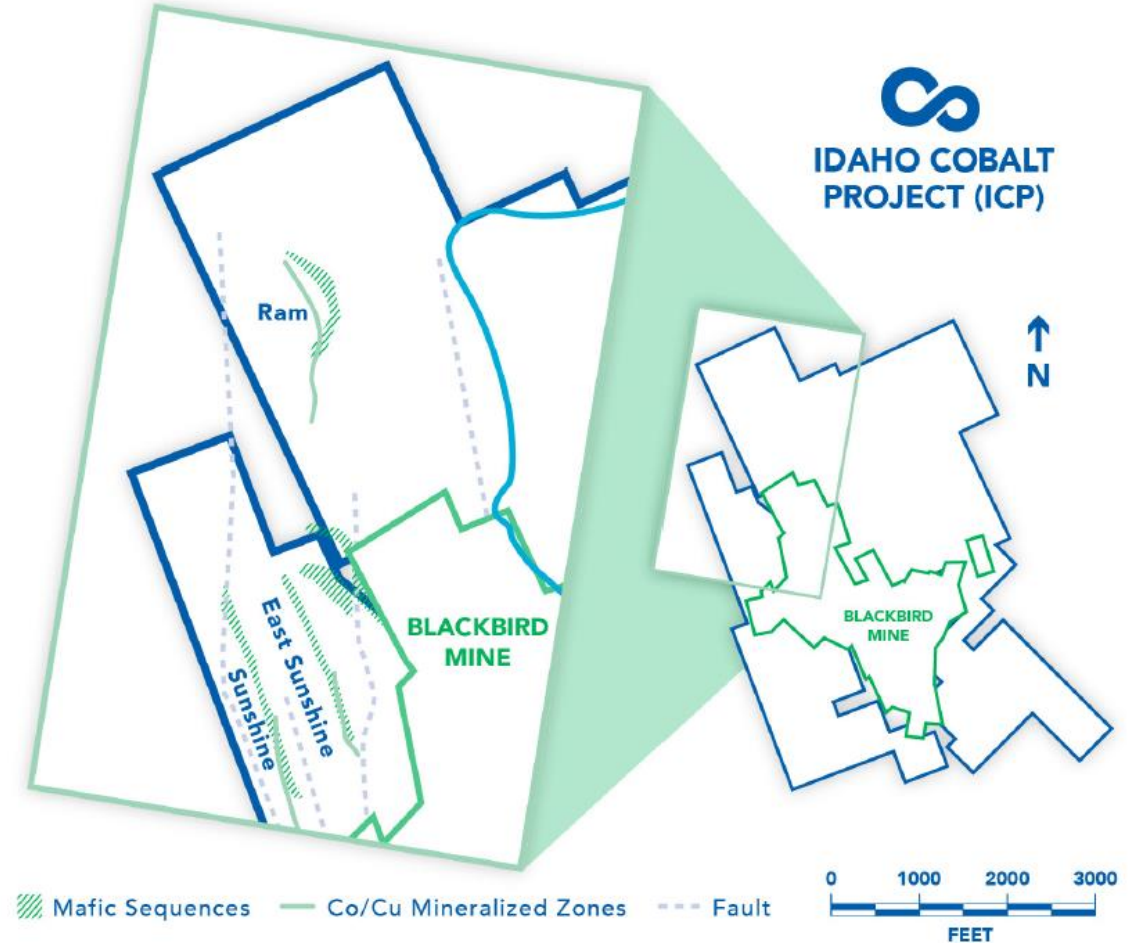 IDAHO COBALT
PROJECT (ICP)
N
Ram
East Sunshine
Sunshine
BLACKBIRD
MINE
BLACKBIRD
MINE
Mafic Sequences
Co/Cu Mineralized Zones
Fault
0 1000 2000 3000
FEET